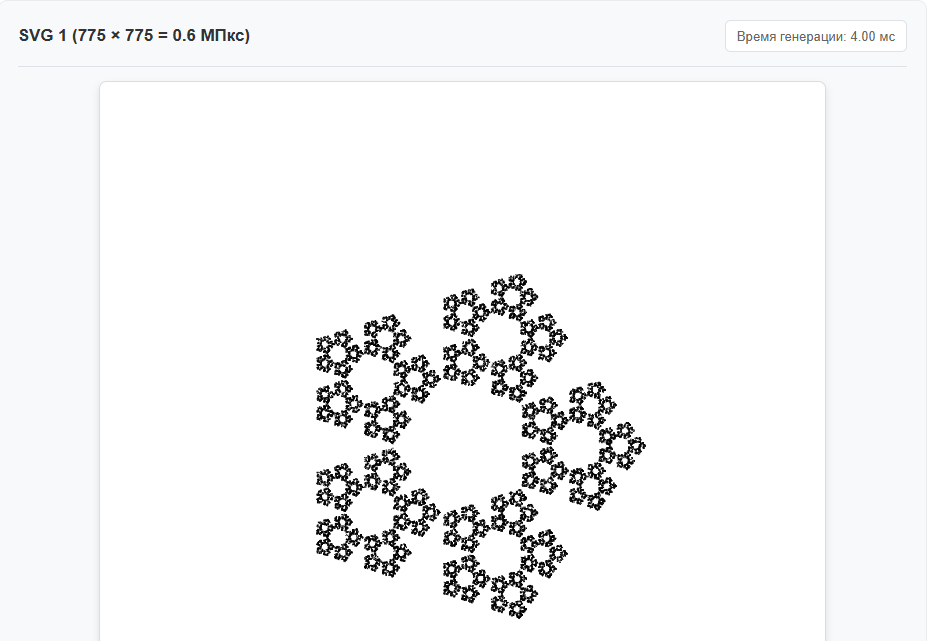 SVG 1 (775 × 775 = 0.6 МПкс)
Время генерации: 4.00 мс